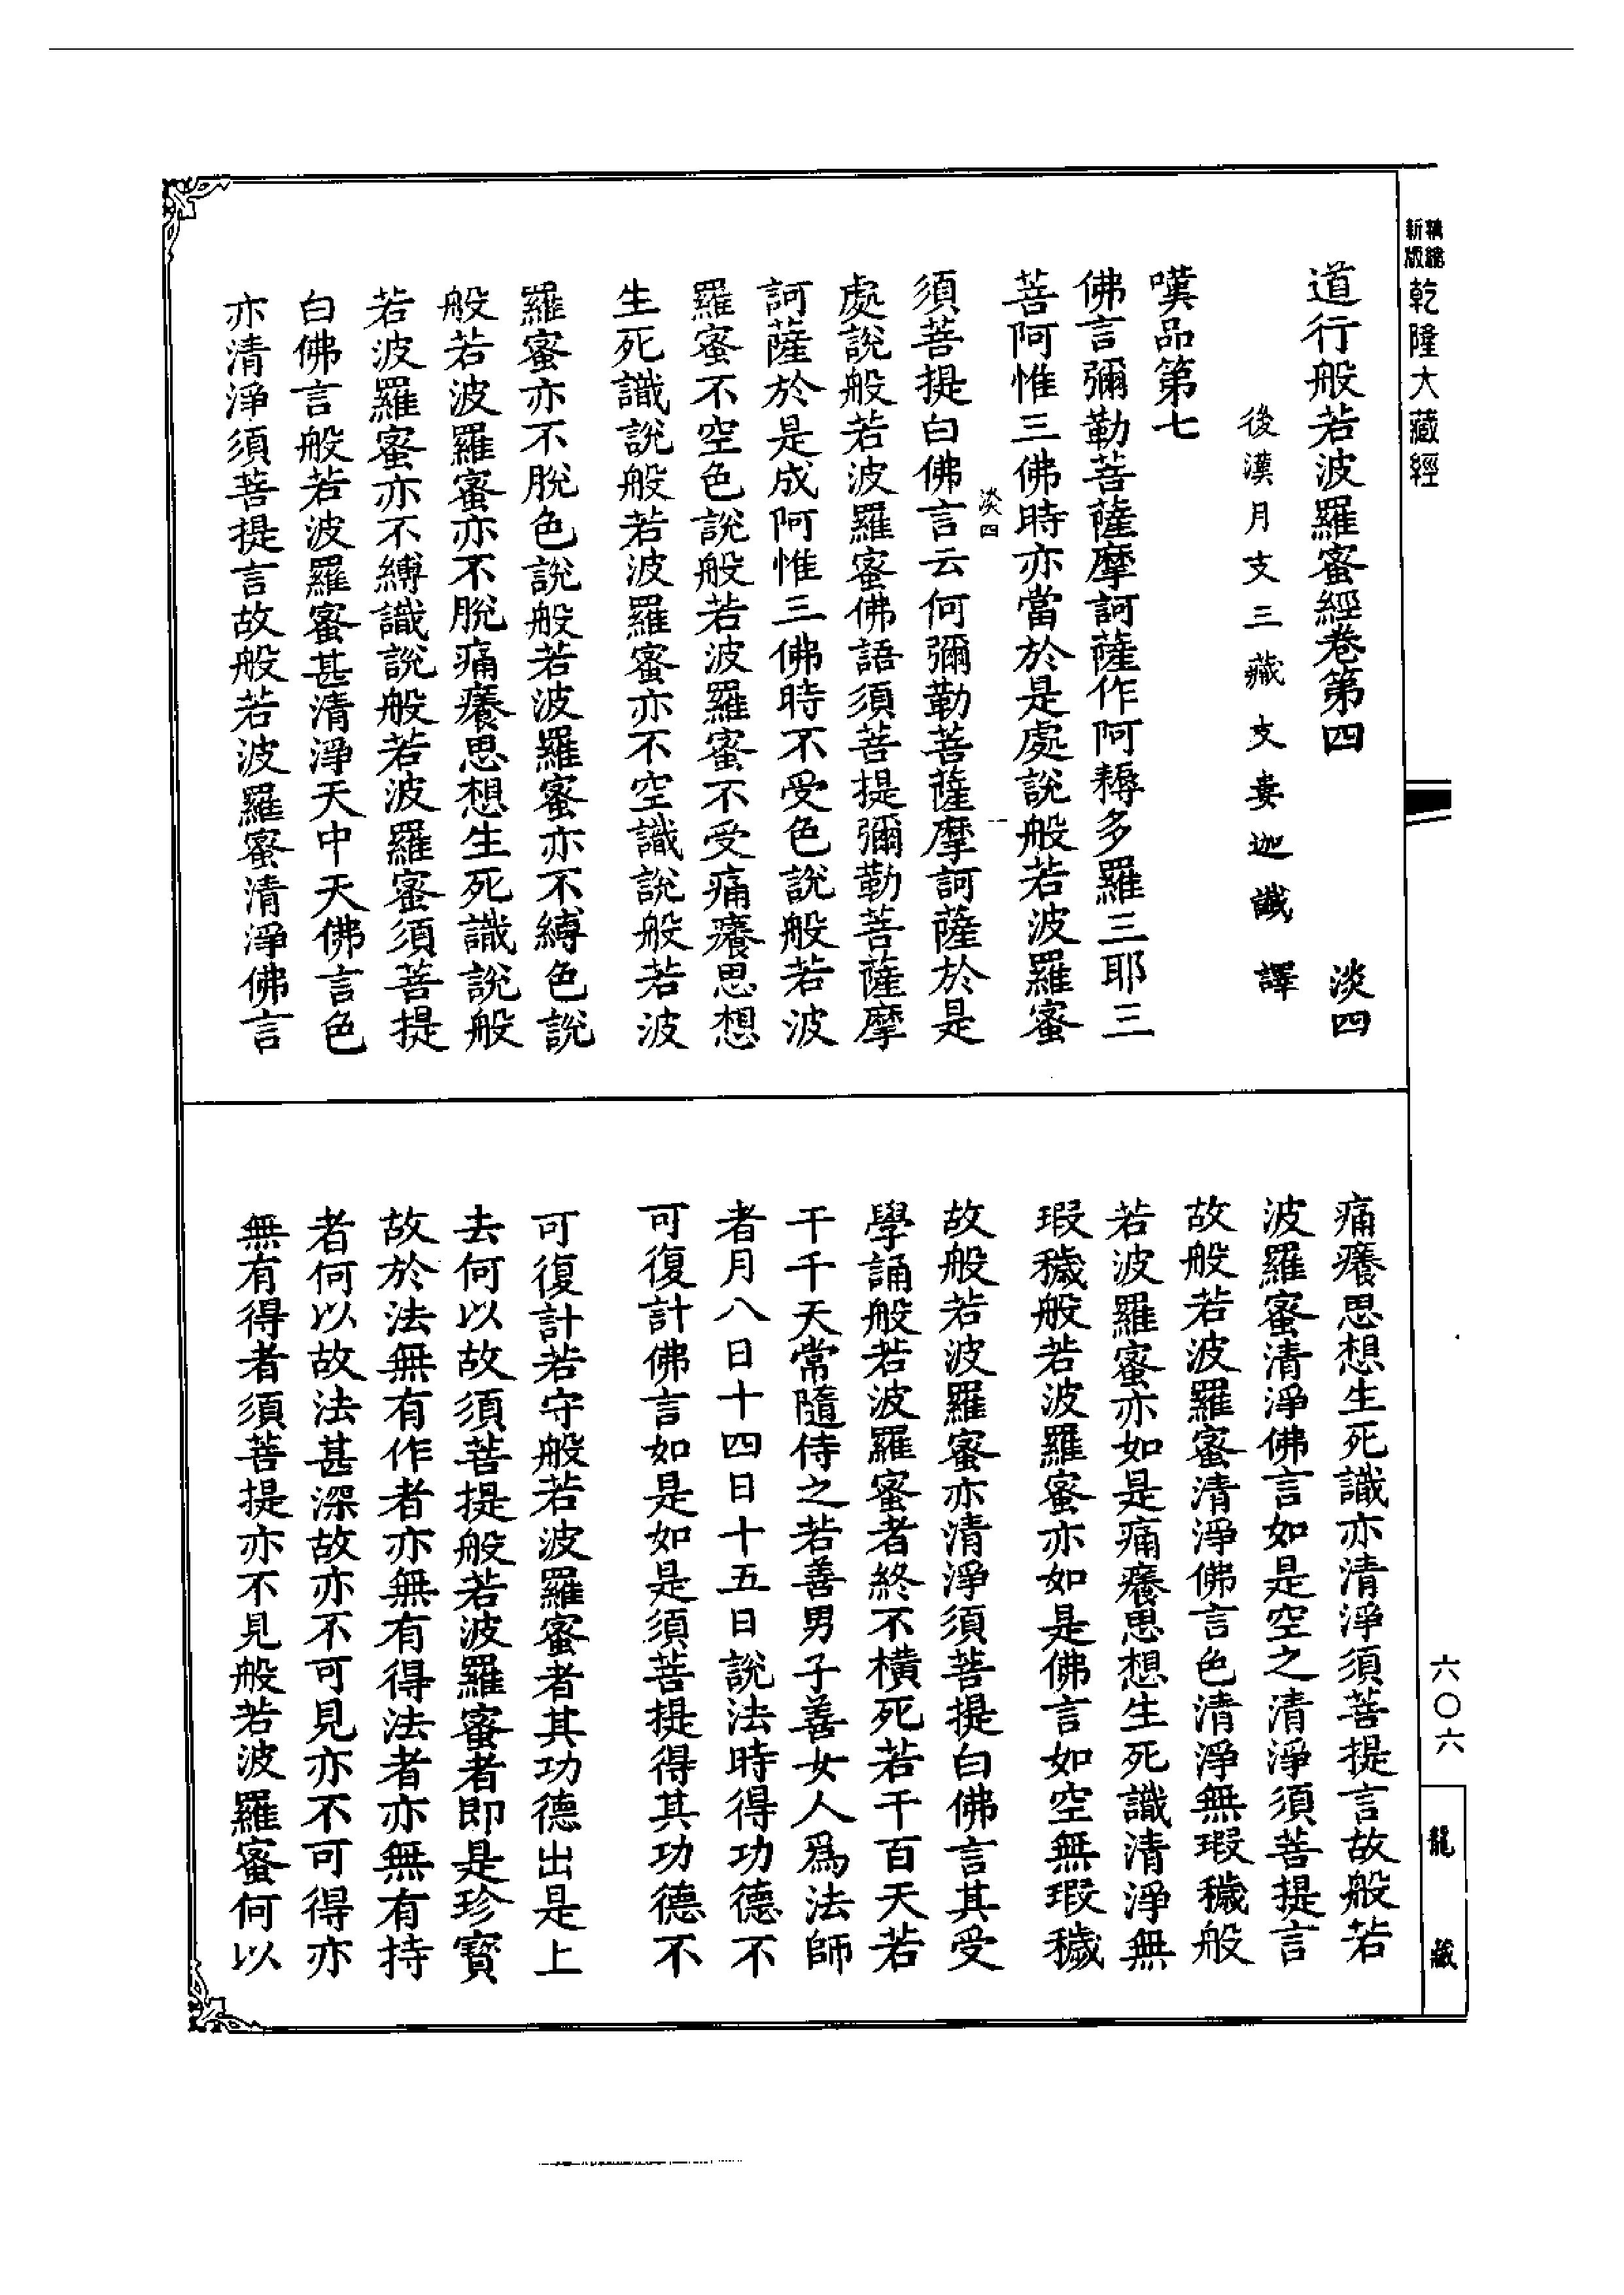 新版 精縮
乾隆大藏經
道行般若波羅蜜經卷第四 淡四
後漢月支三藏支婁迦讖譯
嘆品第七
佛言彌勒菩薩摩訶薩作阿耨多羅三耶三
菩阿惟三佛時亦當於是處說般若波羅蜜
淡四
須菩提白佛言云何彌勒菩薩摩訶薩於是
處說般若波羅蜜佛語須菩提彌勒菩薩摩
訶薩於是成阿惟三佛時不受色說般若波
羅蜜不空色說般若波羅蜜不受痛癢思想
生死識說般若波羅蜜亦不空識說般若波
羅蜜亦不脫色說般若波羅蜜亦不縛色說
般若波羅蜜亦不脫痛癢思想生死識說般
若波羅蜜亦不縛識說般若波羅蜜須菩提
白佛言般若波羅蜜甚清淨天中天佛言色
亦清淨須菩提言故般若波羅蜜清淨佛言
痛癢思想生死識亦清淨須菩提言故般若
波羅蜜清淨佛言如是空之清淨須菩提言
故般若波羅蜜清淨佛言色清淨無瑕穢般
若波羅蜜亦如是痛癢思想生死識清淨無
瑕穢般若波羅蜜亦如是佛言如空無瑕穢
故般若波羅蜜亦清淨須菩提白佛言其受
學誦般若波羅蜜者終不橫死若干百天若
干千天常隨侍之若善男子善女人爲法師
者月八日十四日十五日說法時得功德不
可復計佛言如是如是須菩提得其功德不
可復計若守般若波羅蜜者其功德出是上
去何以故須菩提般若波羅蜜者即是珍寶
故於法無有作者亦無有得法者亦無有持
者何以故法甚深故亦不可見亦不可得亦
無有得者須菩提亦不見般若波羅蜜何以
六〇六
龍藏